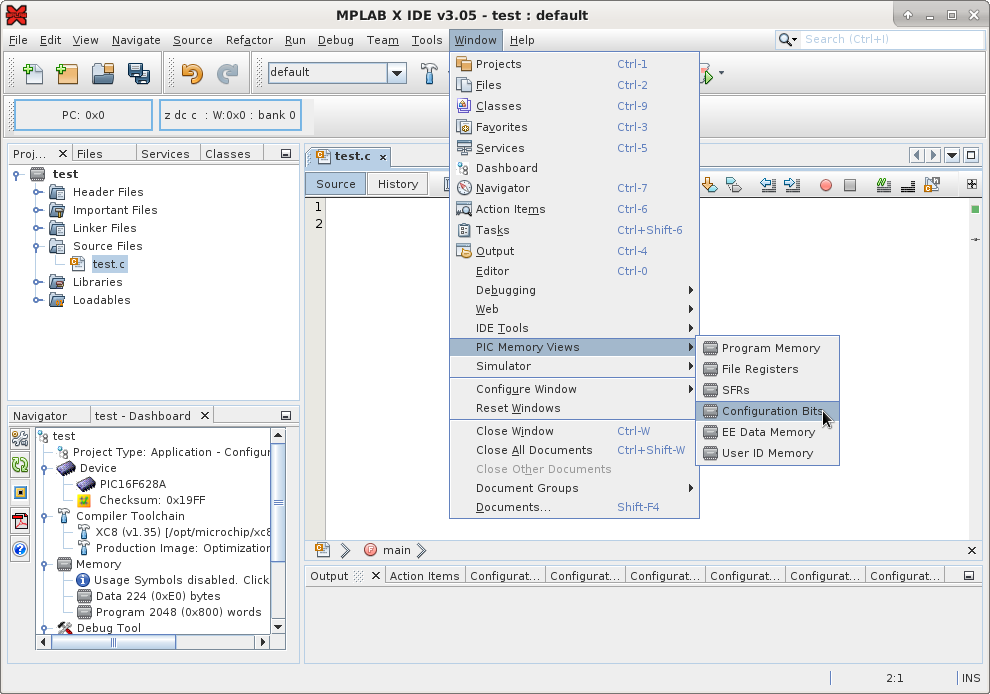 MPLAB X IDE v3.05 - test : default
File Edit View Navigate Source Refactor Run Debug Team Tools Window Help
Search (Ctrl+I)
default
PC: 0x0
z dc c : W:0x0 : bank 0
Proj... Files Services Classes
test
Header Files
Important Files
Linker Files
Source Files
test.c
Libraries
Loadables
Navigator test - Dashboard
test
Project Type: Application - Configur
Device
PIC16F628A
Checksum: 0x19FF
Compiler Toolchain
XC8 (v1.35) [/opt/microchip/xc8
Production Image: Optimization
Memory
Usage Symbols disabled. Click
Data 224 (0xE0) bytes
Program 2048 (0x800) words
Debug Tool
test.c
Source History
1
2
Projects Ctrl-1
Files Ctrl-2
Classes Ctrl-9
Favorites Ctrl-3
Services Ctrl-5
Dashboard
Navigator Ctrl-7
Action Items Ctrl-6
Tasks Ctrl+Shift-6
Output Ctrl-4
Editor Ctrl-0
Debugging
Web
IDE Tools
PIC Memory Views
Simulator
Configure Window
Reset Windows
Close Window Ctrl-W
Close All Documents Ctrl+Shift-W
Close Other Documents
Document Groups
Documents... Shift-F4
Program Memory
File Registers
SFRs
Configuration Bits
EE Data Memory
User ID Memory
main
Output Action Items Configurat... Configurat... Configurat... Configurat... Configurat... Configurat...
2:1 INS